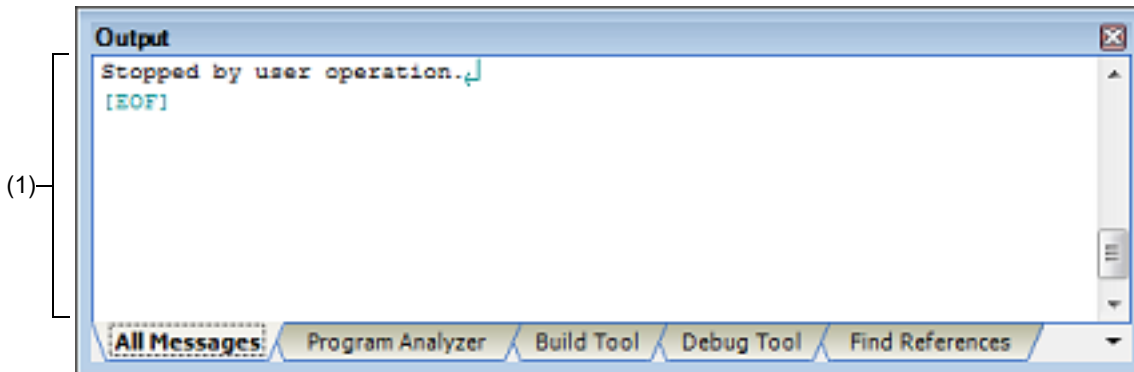 Output
Stopped by user operation.
[EOF]
(1)
All Messages Program Analyzer Build Tool Debug Tool Find References